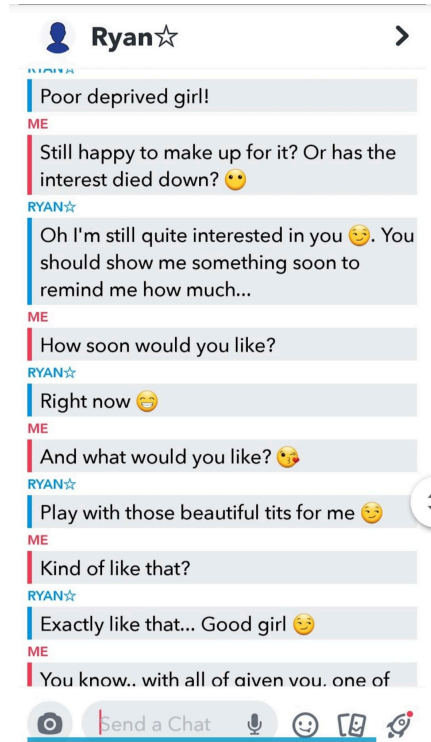 Ryan☆
RYAN☆
Poor deprived girl!
ME
Still happy to make up for it? Or has the
interest died down? 😶
RYAN☆
Oh I'm still quite interested in you 😏. You
should show me something soon to
remind me how much...
ME
How soon would you like?
RYAN☆
Right now 😁
ME
And what would you like? 😘
RYAN☆
Play with those beautiful tits for me 😏
ME
Kind of like that?
RYAN☆
Exactly like that... Good girl 😏
ME
You know.. with all of given you, one of
Send a Chat